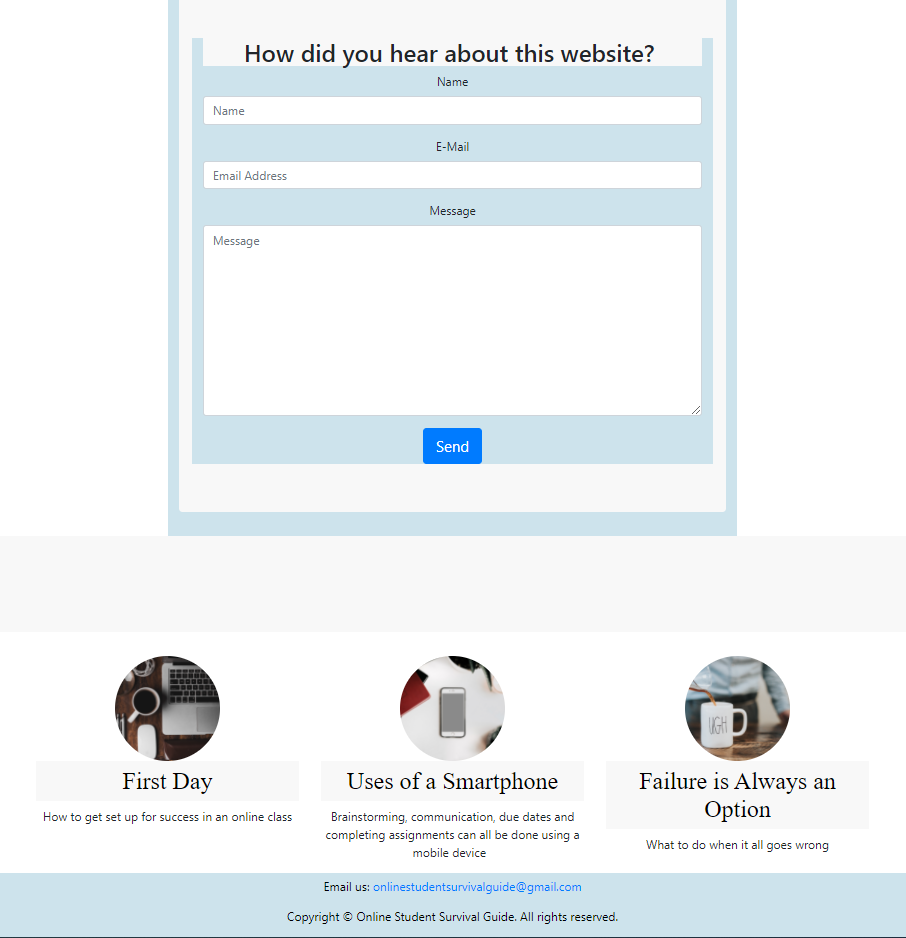 How did you hear about this website?
Name
Name
E-Mail
Email Address
Message
Message
Send
UGH
First Day
How to get set up for success in an online class
Uses of a Smartphone
Brainstorming, communication, due dates and
completing assignments can all be done using a
mobile device
Failure is Always an
Option
What to do when it all goes wrong
Email us: onlinestudentsurvivalguide@gmail.com
Copyright © Online Student Survival Guide. All rights reserved.